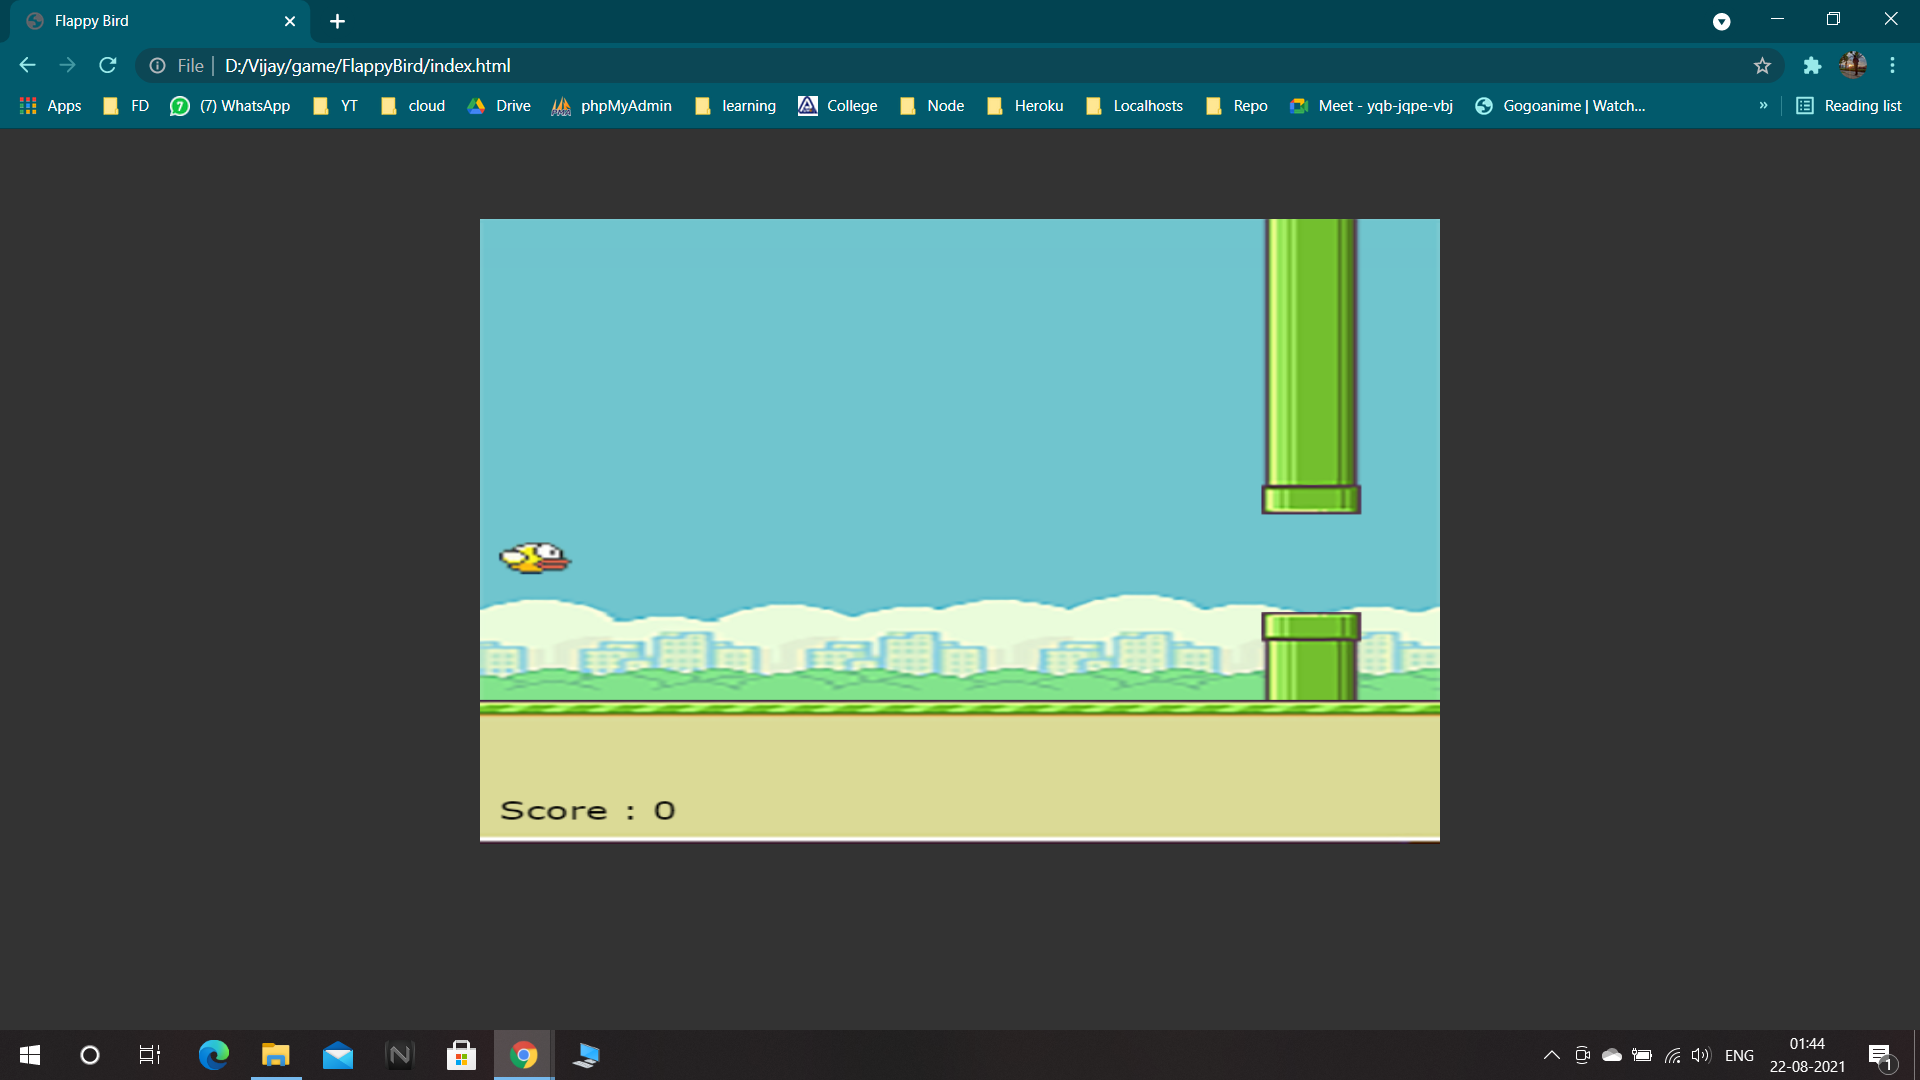 Flappy Bird
File | D:/Vijay/game/FlappyBird/index.html
Apps FD (7) WhatsApp YT cloud Drive phpMyAdmin learning College Node Heroku Localhosts Repo Meet - yqb-jqpe-vbj Gogoanime | Watch... » Reading list
Score : 0
ENG
01:44
22-08-2021
1